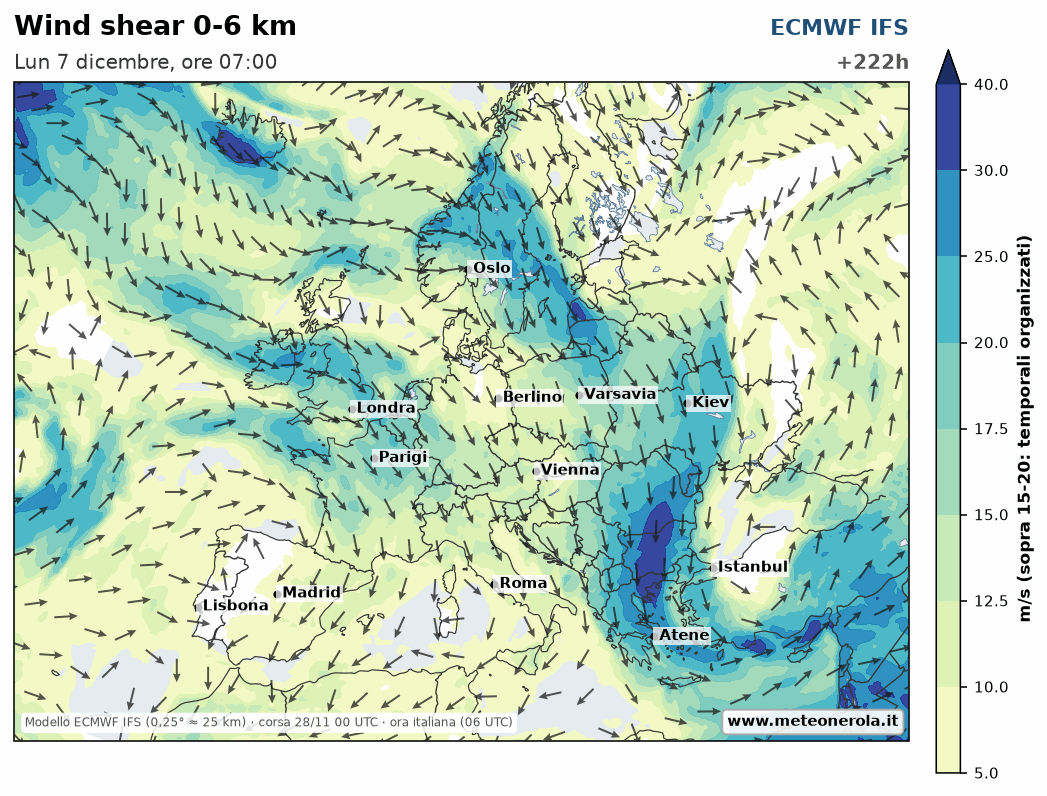 Wind shear 0-6 km
ECMWF IFS
Lun 7 dicembre, ore 07:00
+222h
40.0
30.0
25.0
20.0
17.5
15.0
12.5
10.0
5.0
m/s (sopra 15-20: temporali organizzati)
Oslo
Berlino
Varsavia
Kiev
Londra
Parigi
Vienna
Istanbul
Roma
Madrid
Lisbona
Atene
Modello ECMWF IFS (0,25° ≈ 25 km) · corsa 28/11 00 UTC · ora italiana (06 UTC)
www.meteonerola.it